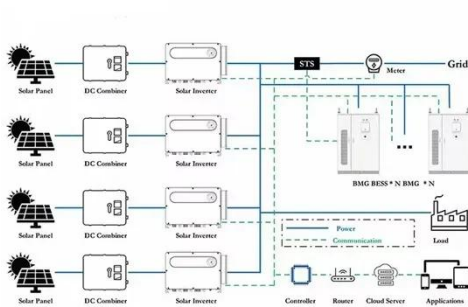 STS
Meter
Grid
Solar Panel
DC Combiner
Solar Inverter
Solar Panel
DC Combiner
Solar Inverter
BMG BESS * N BMG * N
Solar Panel
DC Combiner
Solar Inverter
Power
Communication
Load
Solar Panel
DC Combiner
Solar Inverter
Controller
Router
Cloud Server
Applications